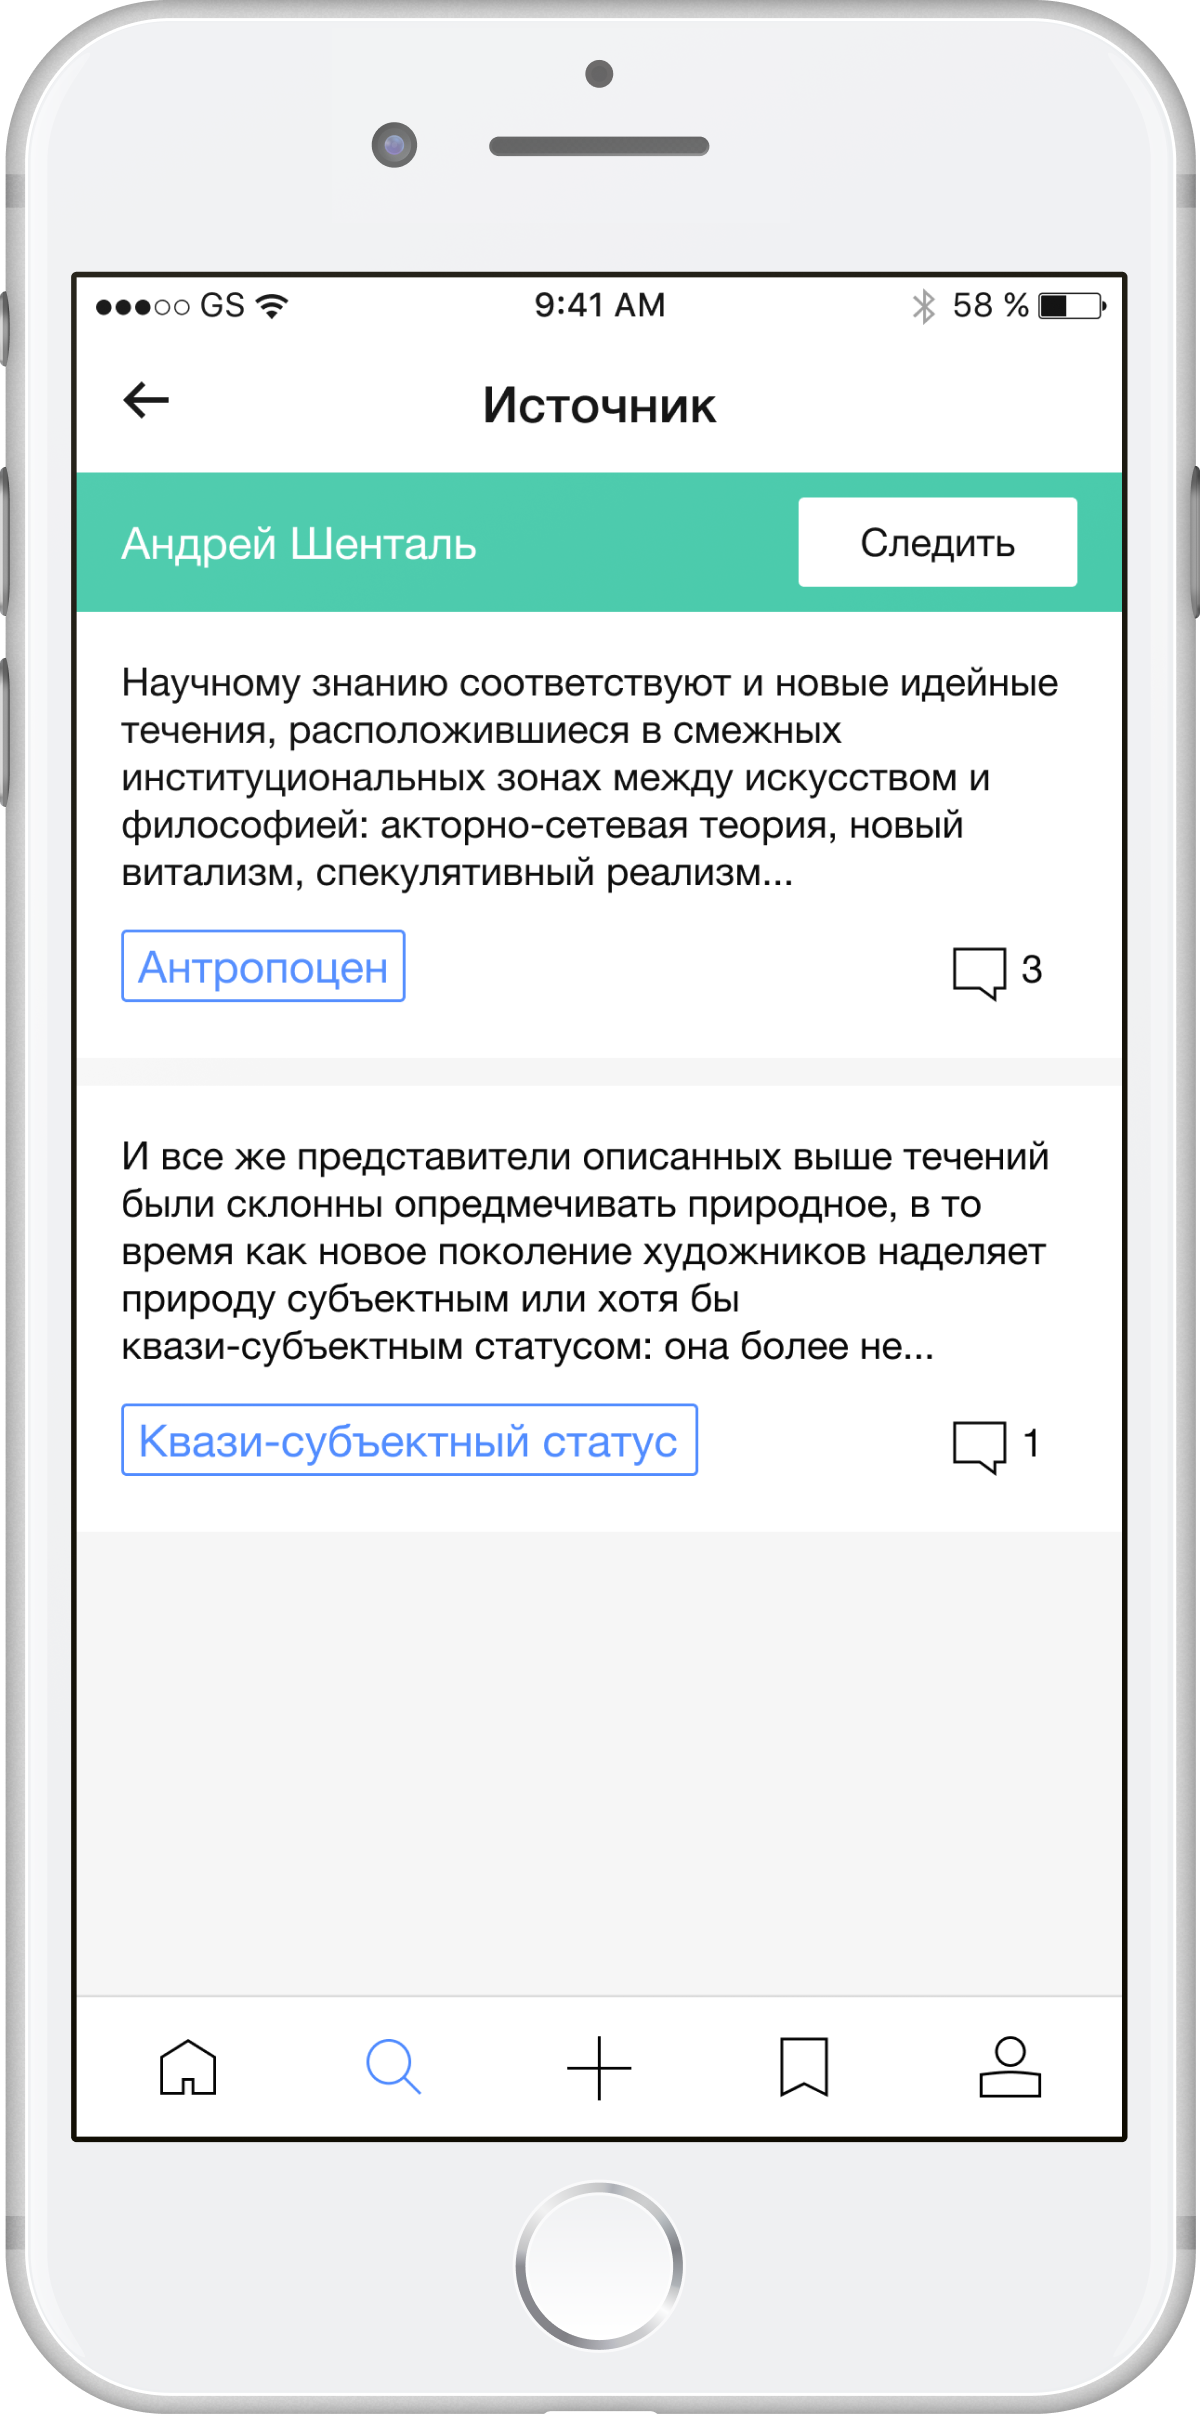 GS 9:41 AM 58 %
Источник
Андрей Шенталь Следить
Научному знанию соответствуют и новые идейные
течения, расположившиеся в смежных
институциональных зонах между искусством и
философией: акторно-сетевая теория, новый
витализм, спекулятивный реализм...
Антропоцен 3
И все же представители описанных выше течений
были склонны опредмечивать природное, в то
время как новое поколение художников наделяет
природу субъектным или хотя бы
квази-субъектным статусом: она более не...
Квази-субъектный статус 1